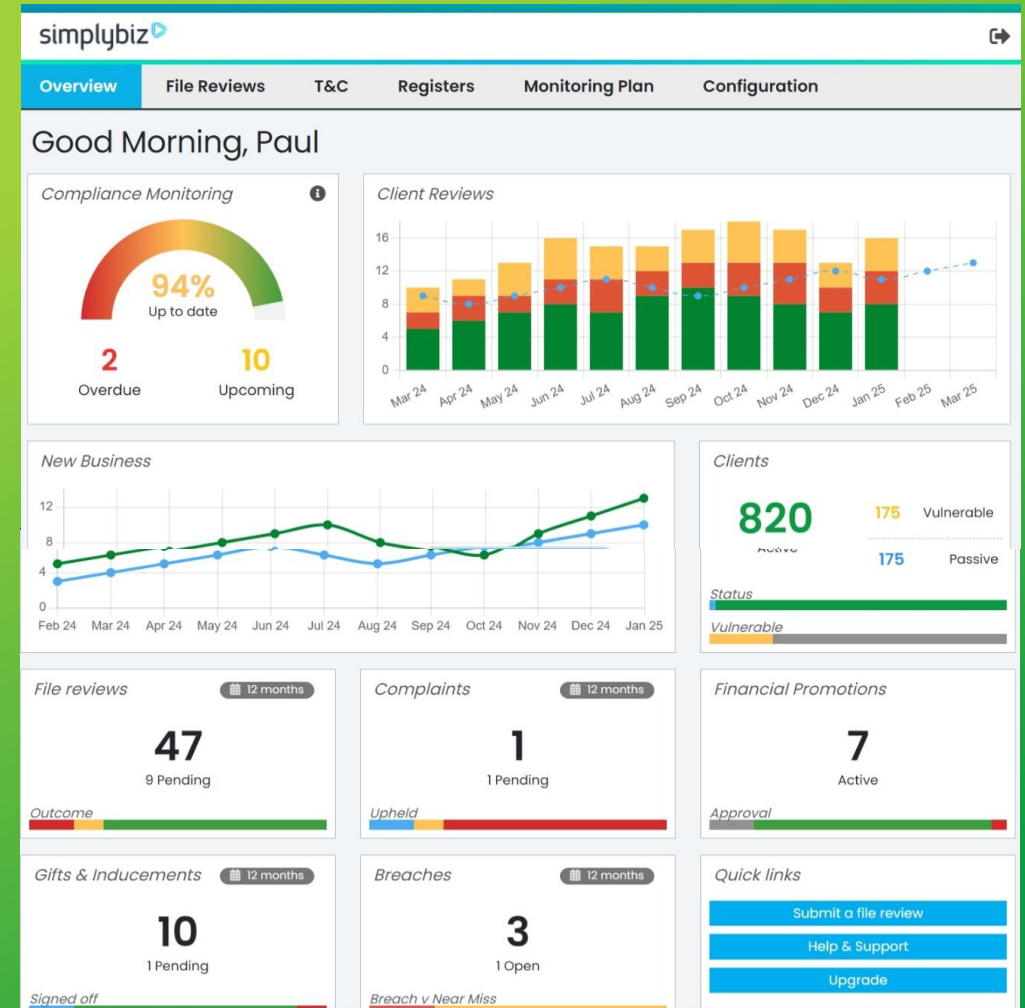 simplybiz
Overview File Reviews T&C Registers Monitoring Plan Configuration
Good Morning, Paul
Compliance Monitoring
94%
Up to date
2 10
Overdue Upcoming
Client Reviews
16
12
8
4
0
Mar 24 Apr 24 May 24 Jun 24 Jul 24 Aug 24 Sep 24 Oct 24 Nov 24 Dec 24 Jan 25 Feb 25 Mar 25
New Business
12
8
4
0
Feb 24 Mar 24 Apr 24 May 24 Jun 24 Jul 24 Aug 24 Sep 24 Oct 24 Nov 24 Dec 24 Jan 25
Clients
820
175 Vulnerable
Active
175 Passive
Status
Vulnerable
File reviews 12 months
47
9 Pending
Outcome
Complaints 12 months
1
1 Pending
Upheld
Financial Promotions
7
Active
Approval
Gifts & Inducements 12 months
10
1 Pending
Signed off
Breaches 12 months
3
1 Open
Breach v Near Miss
Quick links
Submit a file review
Help & Support
Upgrade